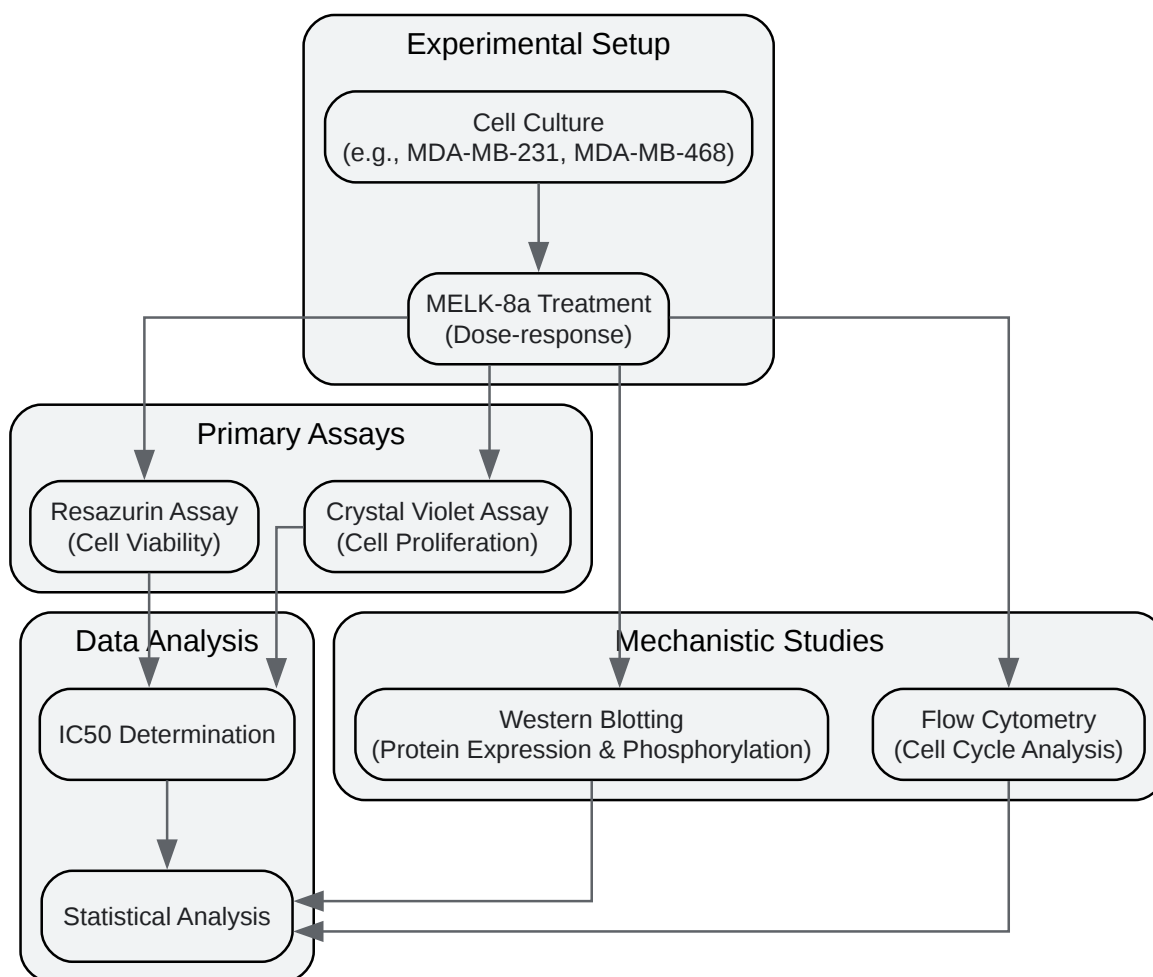 Experimental Setup
Cell Culture
(e.g., MDA-MB-231, MDA-MB-468)
MELK-8a Treatment
(Dose-response)
Primary Assays
Resazurin Assay
(Cell Viability)
Crystal Violet Assay
(Cell Proliferation)
Data Analysis
IC50 Determination
Statistical Analysis
Mechanistic Studies
Western Blotting
(Protein Expression & Phosphorylation)
Flow Cytometry
(Cell Cycle Analysis)